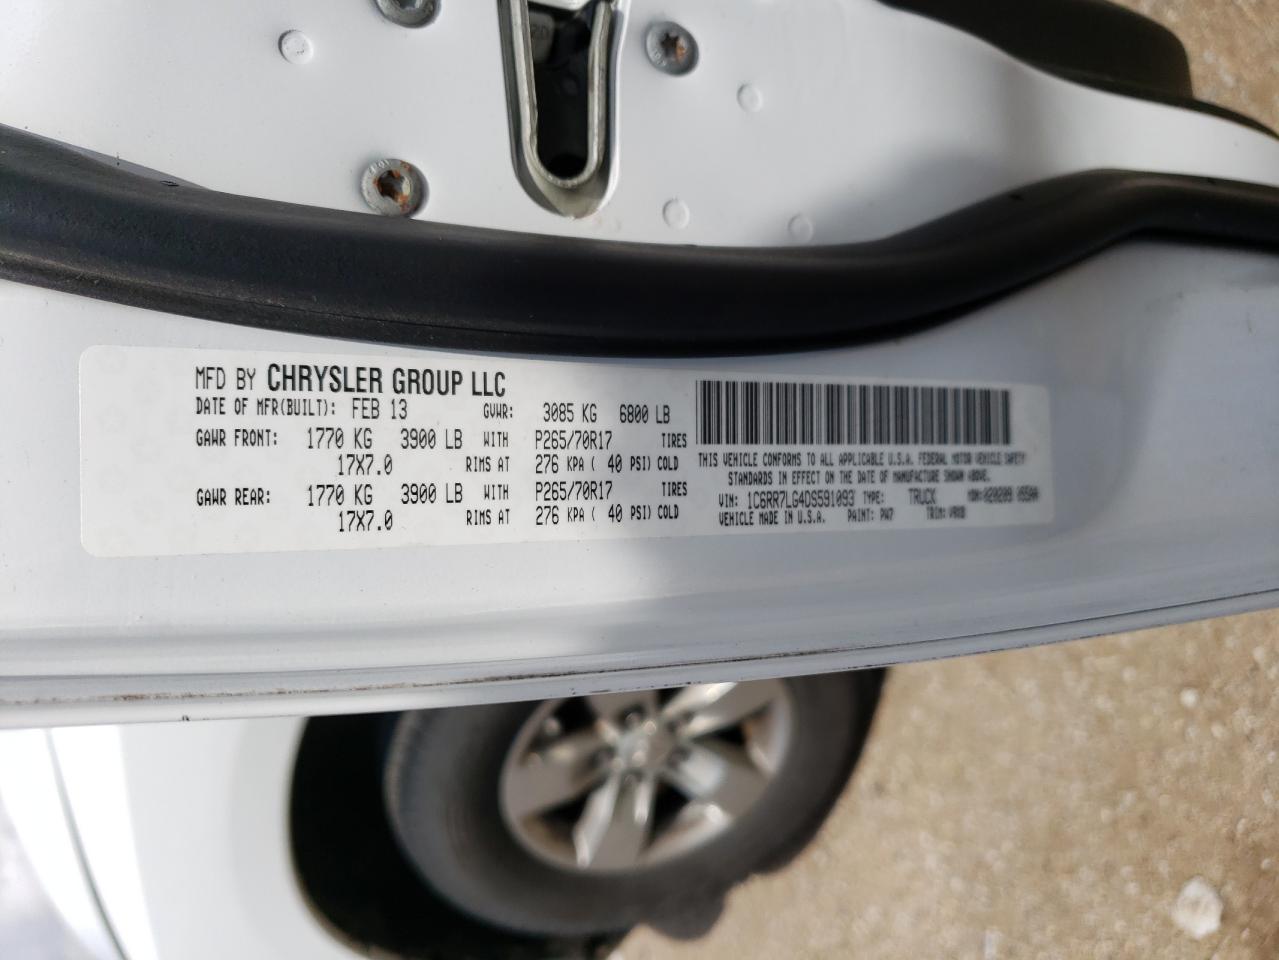 MFD BY CHRYSLER GROUP LLC
DATE OF MFR(BUILT): FEB 13 GVWR: 3085 KG 6800 LB
GAWR FRONT: 1770 KG 3900 LB WITH P265/70R17 TIRES
17X7.0 RIMS AT 276 KPA ( 40 PSI) COLD
GAWR REAR: 1770 KG 3900 LB WITH P265/70R17 TIRES
17X7.0 RIMS AT 276 KPA ( 40 PSI) COLD
THIS VEHICLE CONFORMS TO ALL APPLICABLE U.S.A. FEDERAL MOTOR VEHICLE SAFETY
STANDARDS IN EFFECT ON THE DATE OF MANUFACTURE SHOWN ABOVE.
VIN: 1C6RR7LG4DS591093 TYPE: TRUCK MDH:
VEHICLE MADE IN U.S.A. PAINT: PW7 TRIM: